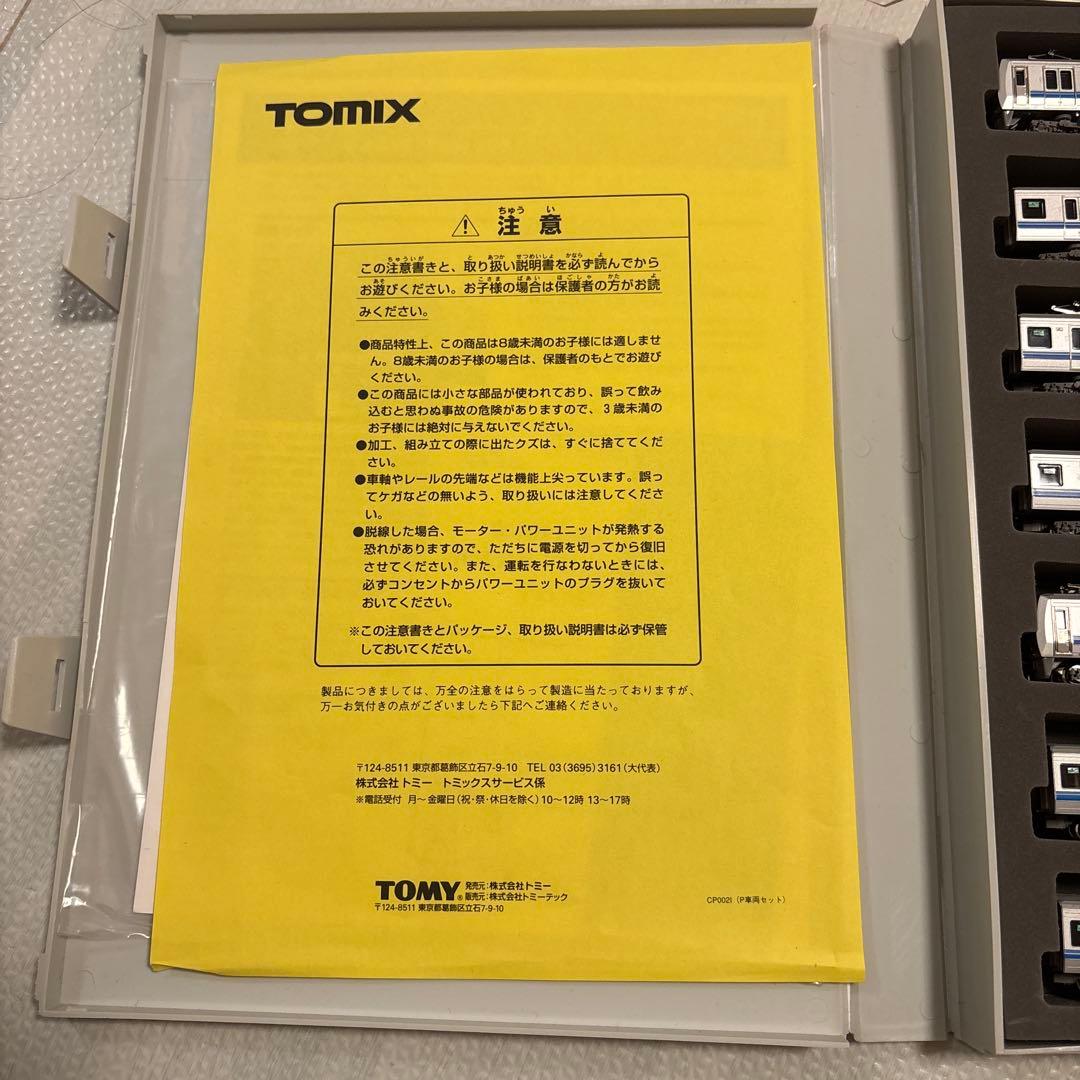 TOMIX
⚠ 注意
この注意書きと、取り扱い説明書を必ず読んでから
お遊びください。お子様の場合は保護者の方がお読
みください。
●商品特性上、この商品は8歳未満のお子様には適しませ
ん。8歳未満のお子様の場合は、保護者のもとでお遊び
ください。
●この商品には小さな部品が使われており、誤って飲み
込むと思わぬ事故の危険がありますので、3歳未満の
お子様には絶対に与えないでください。
●加工、組み立ての際に出たクズは、すぐに捨ててくだ
さい。
●車軸やレールの先端などは機能上尖っています。誤っ
てケガなどの無いよう、取り扱いには注意してくださ
い。
●脱線した場合、モーター・パワーユニットが発熱する
恐れがありますので、ただちに電源を切ってから復旧
させてください。また、運転を行なわないときには、
必ずコンセントからパワーユニットのプラグを抜いて
おいてください。
※この注意書きとパッケージ、取り扱い説明書は必ず保管
しておいてください。
製品につきましては、万全の注意をはらって製造に当たっておりますが、
万一お気付きの点がございましたら下記へご連絡ください。
〒124-8511 東京都葛飾区立石7-9-10 TEL 03(3695)3161(大代表)
株式会社トミー トミックスサービス係
※電話受付 月〜金曜日(祝・祭・休日を除く)10〜12時 13〜17時
TOMY® 発売元:株式会社トミー
販売元:株式会社トミーテック
〒124-8511 東京都葛飾区立石7-9-10
CP002I (P車両セット)